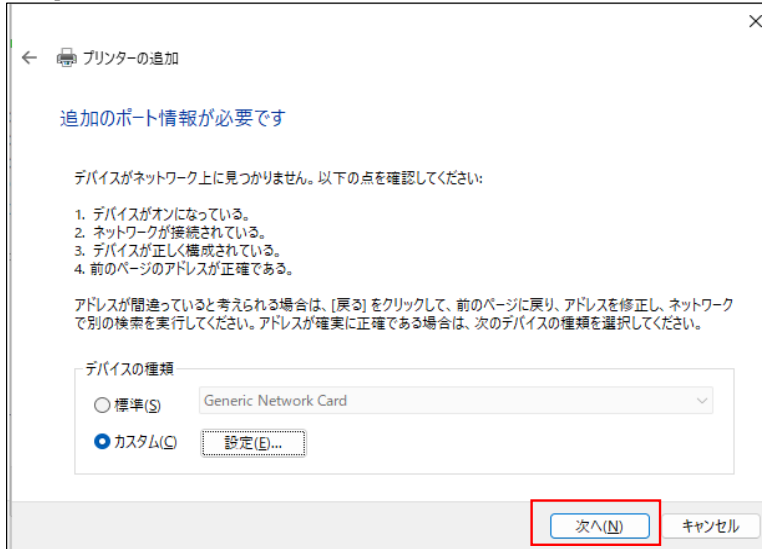 プリンターの追加
追加のポート情報が必要です
デバイスがネットワーク上に見つかりません。以下の点を確認してください:
1. デバイスがオンになっている。
2. ネットワークが接続されている。
3. デバイスが正しく構成されている。
4. 前のページのアドレスが正確である。
アドレスが間違っていると考えられる場合は、[戻る] をクリックして、前のページに戻り、アドレスを修正し、ネットワーク
で別の検索を実行してください。アドレスが確実に正確である場合は、次のデバイスの種類を選択してください。
デバイスの種類
標準(S) Generic Network Card
カスタム(C) 設定(E)...
次へ(N) キャンセル